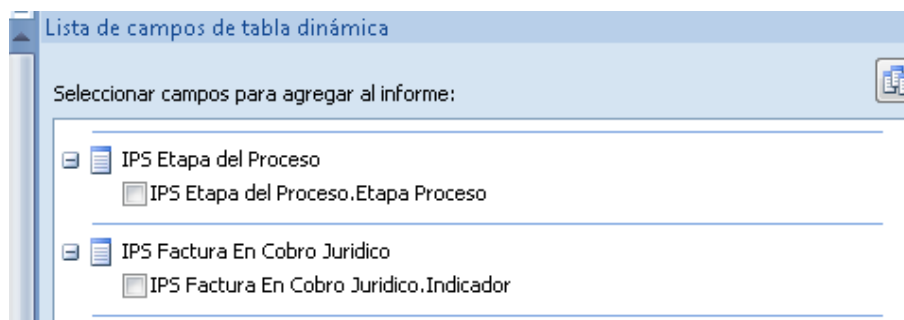 Lista de campos de tabla dinámica
Seleccionar campos para agregar al informe:
IPS Etapa del Proceso
IPS Etapa del Proceso.Etapa Proceso
IPS Factura En Cobro Juridico
IPS Factura En Cobro Juridico.Indicador